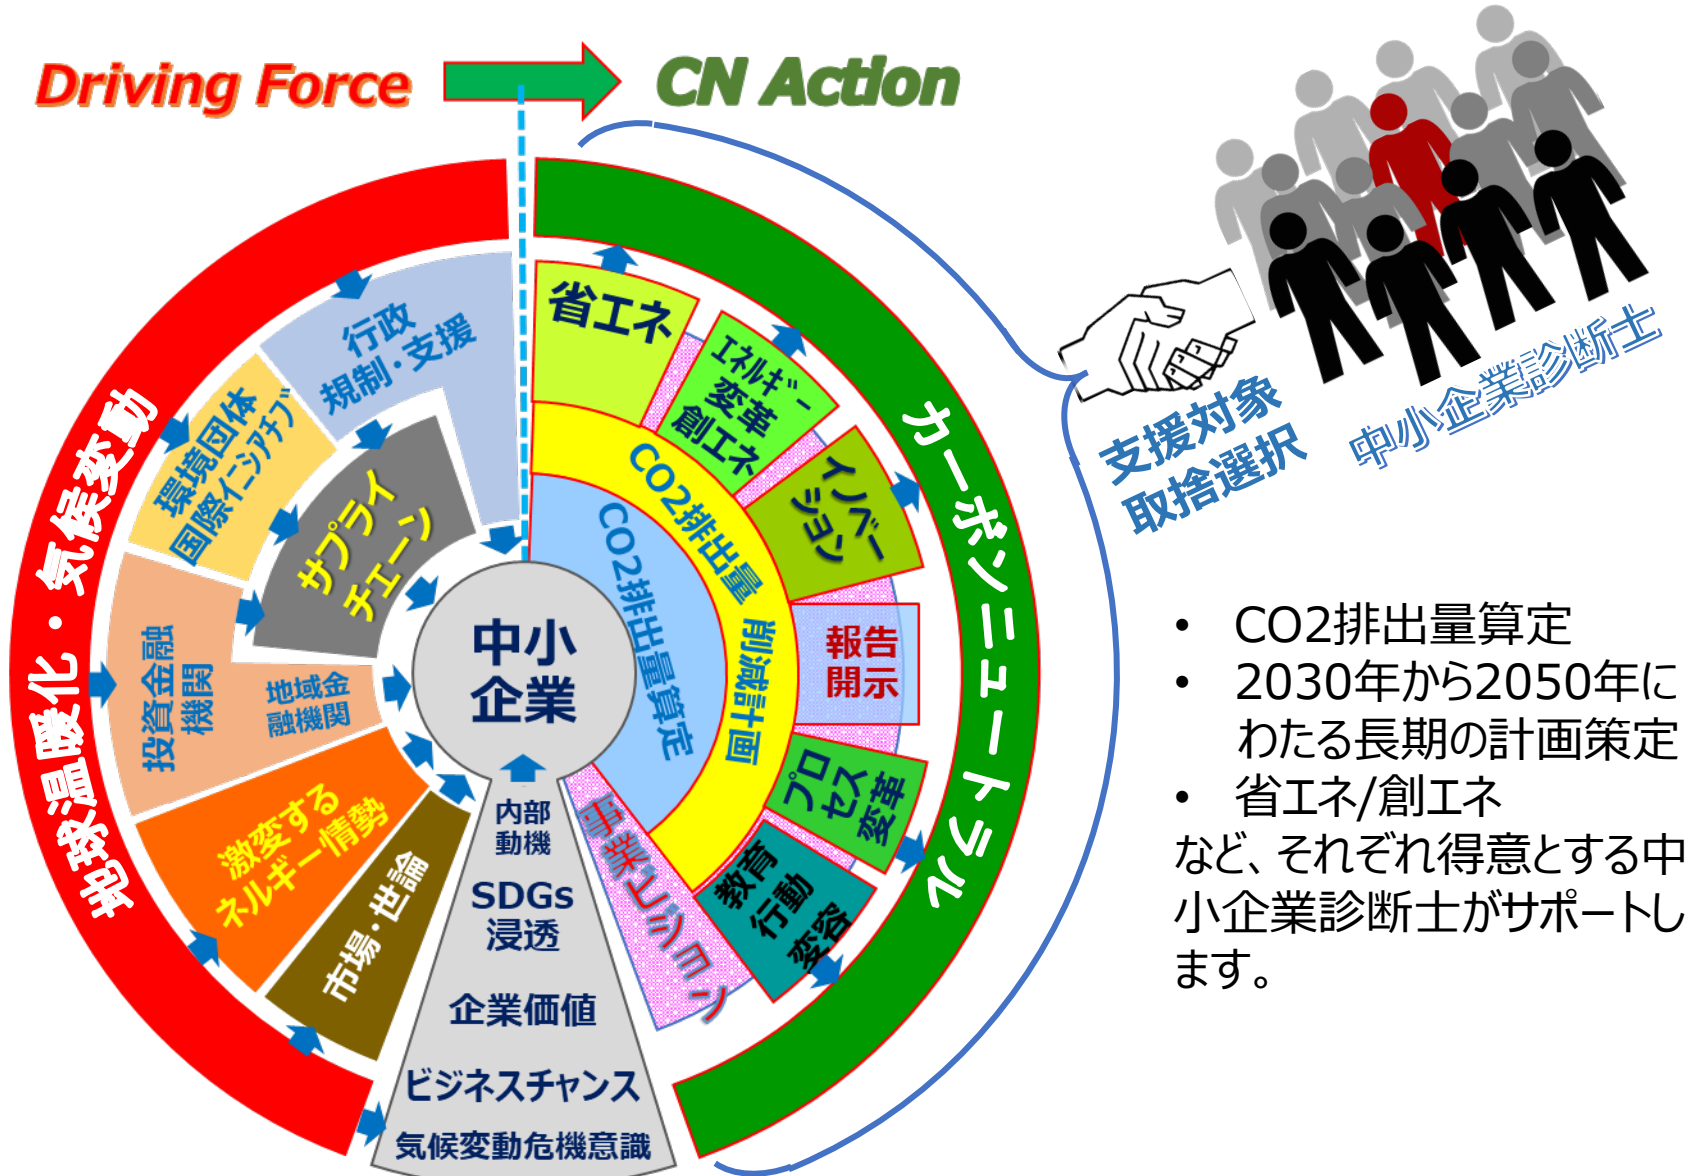 Driving Force
CN Action
地球温暖化・気候変動
行政
規制・支援
環境団体
国際イニシアチブ
サプライ
チェーン
投資金融
機関
地域金
融機関
激変する
ネルギー情勢
市場・世論
中小
企業
内部
動機
SDGs
浸透
企業価値
ビジネスチャンス
気候変動危機意識
省エネ
エネルギー
変革
創エネ
イノベー
ション
報告
開示
プロ
セス
変革
教育
行動
変容
CO2排出量
削減計画
CO2排出量算定
事業ビジョン
カーボンニュートラル
支援対象
取捨選択
中小企業診断士
• CO2排出量算定
• 2030年から2050年に
わたる長期の計画策定
• 省エネ/創エネ
など、それぞれ得意とする中
小企業診断士がサポートし
ます。